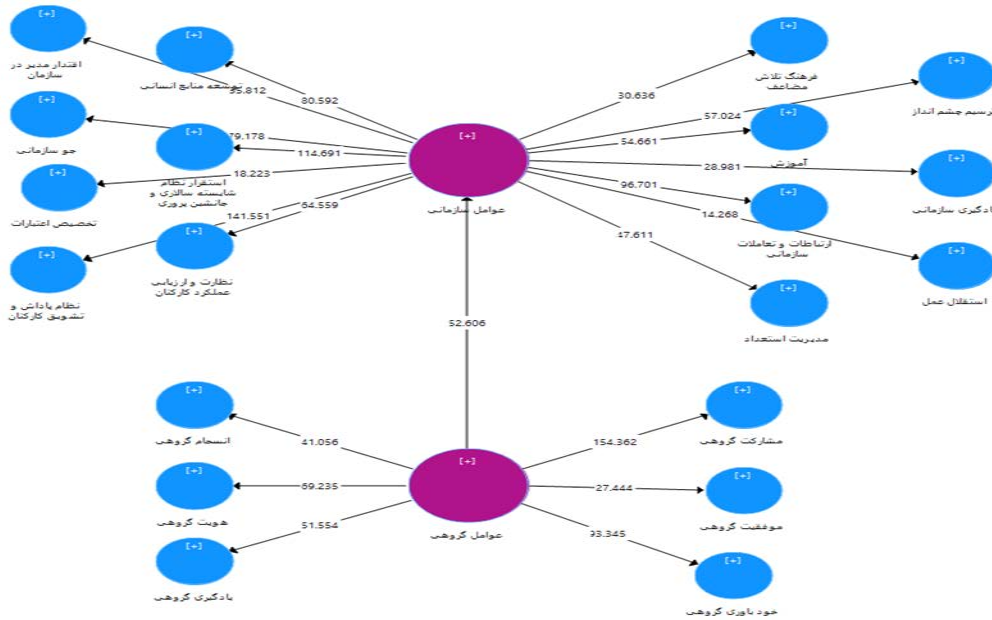 [+]
اقتدار مدیر در
سازمان
[+]
توسعه منابع انسانی
[+]
جو سازمانی
[+]
استقرار نظام
شایسته سالاری و
جانشین پروری
[+]
تخصیص اعتبارات
[+]
نظارت و ارزیابی
عملکرد کارکنان
[+]
نظام پاداش و
تشویق کارکنان
80.592
114.691
18.223
141.551
64.559
[+]
عوامل سازمانی
30.636
57.024
54.661
28.981
96.701
14.268
47.611
[+]
فرهنگ تلاش
مضاعف
[+]
ترسیم چشم انداز
[+]
آموزش
[+]
یادگیری سازمانی
[+]
ارتباطات و تعاملات
سازمانی
[+]
استقلال عمل
[+]
مدیریت استعداد
52.606
[+]
انسجام گروهی
41.056
[+]
هویت گروهی
69.235
[+]
یادگیری گروهی
51.554
[+]
عوامل گروهی
154.362
[+]
مشارکت گروهی
27.444
[+]
موفقیت گروهی
93.345
[+]
خود باوری گروهی